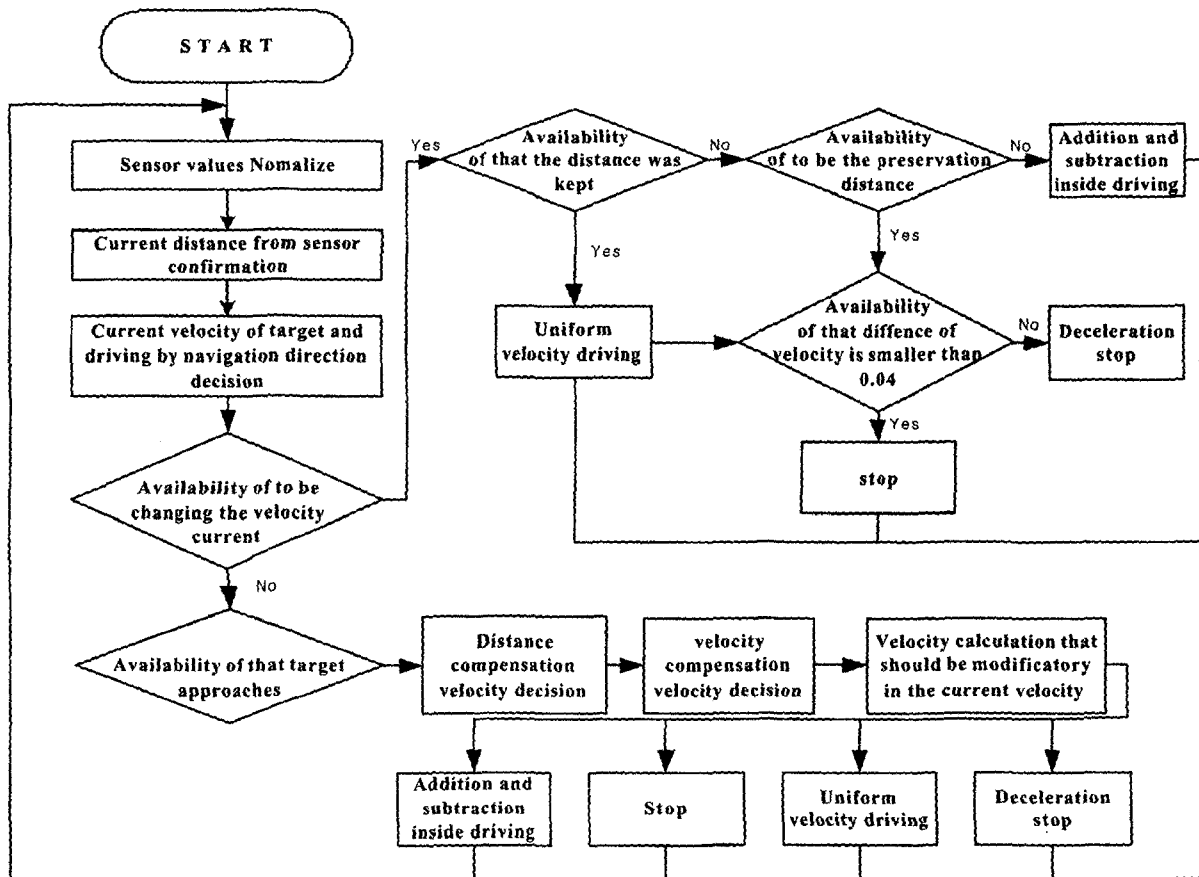 START
Sensor values Nomalize
Current distance from sensor
confirmation
Current velocity of target and
driving by navigation direction
decision
Availability of to be
changing the velocity
current
Yes
No
Availability
of that the distance was
kept
No
Yes
Availability
of to be the preservation
distance
No
Yes
Addition and
subtraction
inside driving
Uniform
velocity driving
Availability
of that diffence of
velocity is smaller than
0.04
No
Yes
Deceleration
stop
stop
Availability of that target
approaches
Distance
compensation
velocity decision
velocity
compensation
velocity decision
Velocity calculation that
should be modificatory
in the current velocity
Addition and
subtraction
inside driving
Stop
Uniform
velocity driving
Deceleration
stop